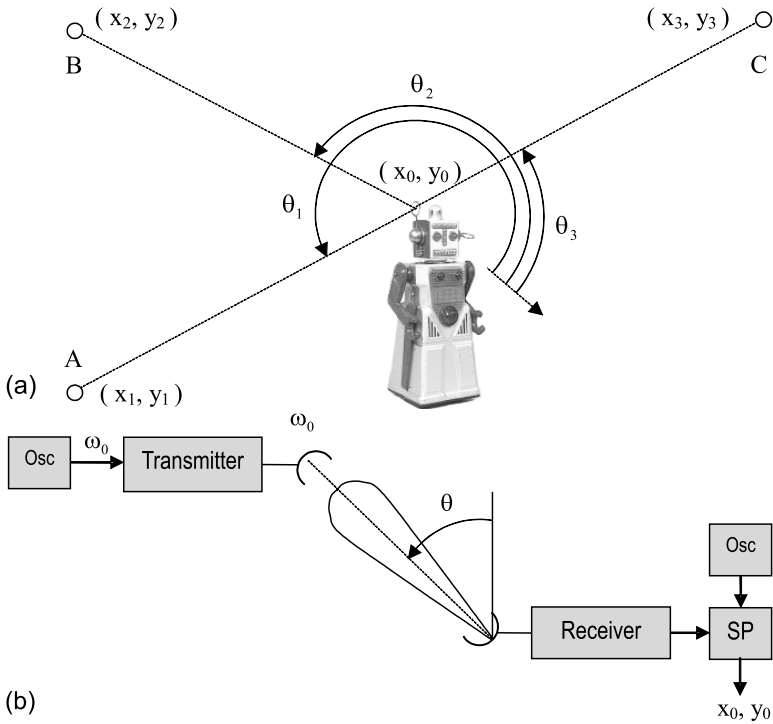 ( x₂, y₂ )
( x₃, y₃ )
B
C
θ₂
( x₀, y₀ )
θ₁
θ₃
A
(a)
( x₁, y₁ )
ω₀
Osc
ω₀
Transmitter
θ
Osc
Receiver
SP
(b)
x₀, y₀